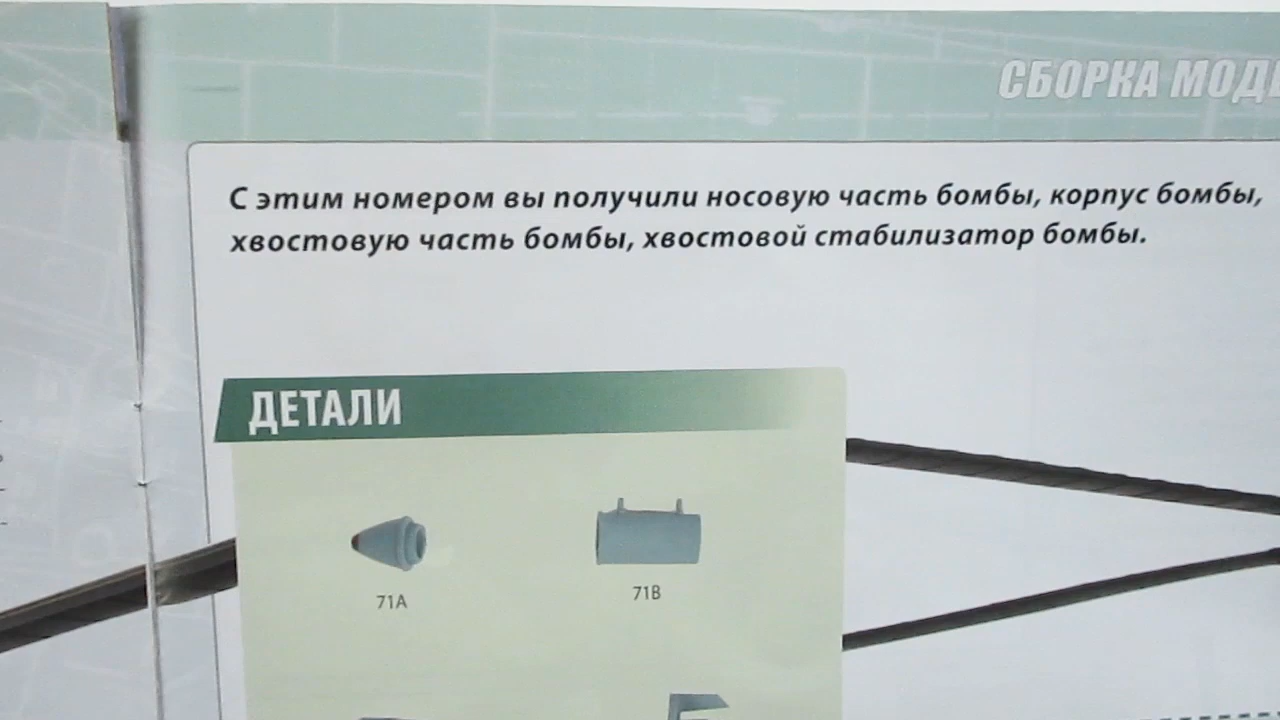 СБОРКА
С этим номером вы получили носовую часть бомбы, корпус бомбы,
хвостовую часть бомбы, хвостовой стабилизатор бомбы.
ДЕТАЛИ
71A
71B